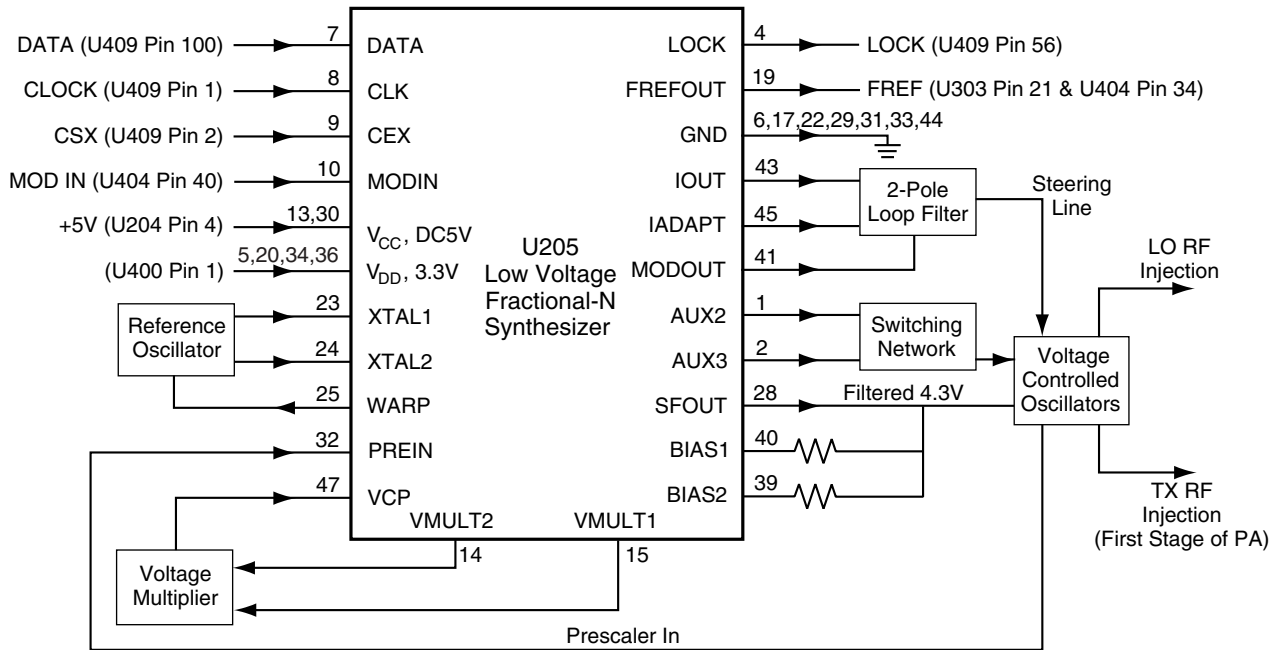 DATA (U409 Pin 100)
7
DATA
CLOCK (U409 Pin 1)
8
CLK
CSX (U409 Pin 2)
9
CEX
MOD IN (U404 Pin 40)
10
MODIN
+5V (U204 Pin 4)
13,30
VCC, DC5V
(U400 Pin 1)
5,20,34,36
VDD, 3.3V
Reference
Oscillator
23
XTAL1
24
XTAL2
25
WARP
32
PREIN
47
VCP
Voltage
Multiplier
VMULT2
14
VMULT1
15
U205
Low Voltage
Fractional-N
Synthesizer
LOCK
4
LOCK (U409 Pin 56)
FREFOUT
19
FREF (U303 Pin 21 & U404 Pin 34)
GND
6,17,22,29,31,33,44
IOUT
43
IADAPT
45
MODOUT
41
2-Pole
Loop Filter
Steering
Line
AUX2
1
AUX3
2
Switching
Network
SFOUT
28
Filtered 4.3V
BIAS1
40
BIAS2
39
Voltage
Controlled
Oscillators
LO RF
Injection
TX RF
Injection
(First Stage of PA)
Prescaler In